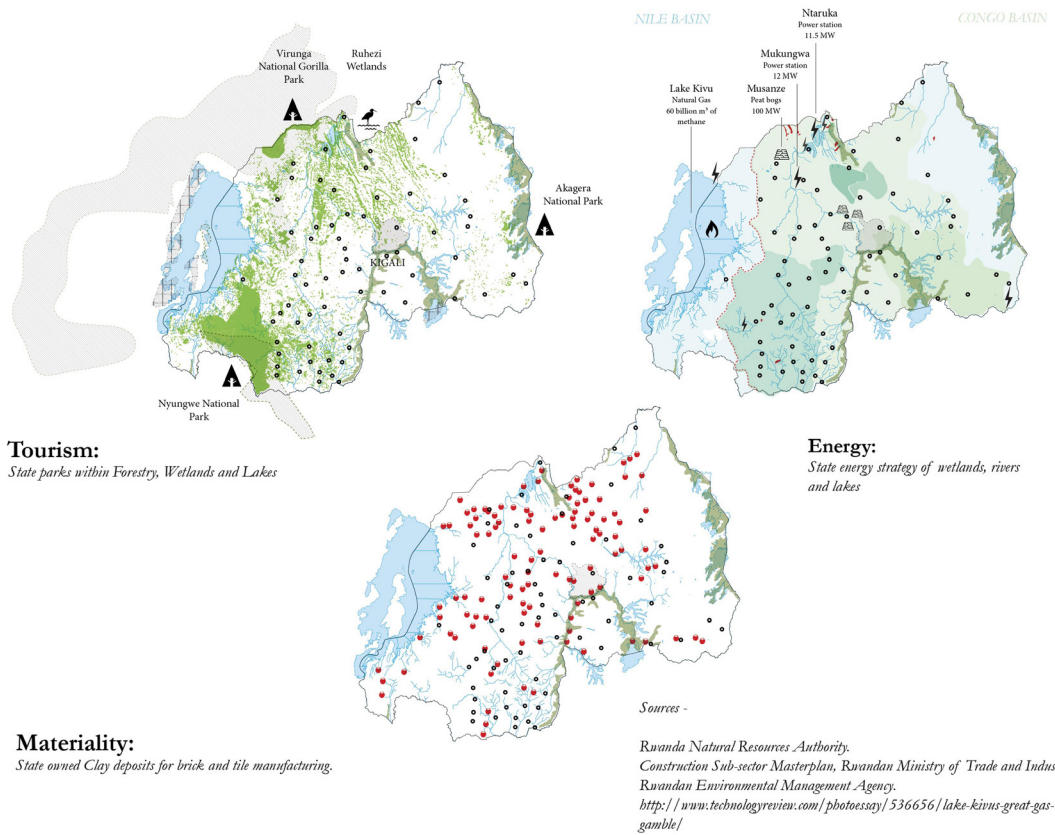 NILE BASIN
CONGO BASIN
Virunga
National Gorilla
Park
Ruhezi
Wetlands
Akagera
National Park
KIGALI
Nyungwe National
Park
Ntaruka
Power station
11.5 MW
Mukungwa
Power station
12 MW
Lake Kivu
Natural Gas
60 billion m³ of
methane
Musanze
Peat bogs
100 MW
Tourism:
State parks within Forestry, Wetlands and Lakes
Energy:
State energy strategy of wetlands, rivers
and lakes
Materiality:
State owned Clay deposits for brick and tile manufacturing.
Sources -
Rwanda Natural Resources Authority.
Construction Sub-sector Masterplan, Rwandan Ministry of Trade and Indus
Rwandan Environmental Management Agency.
http://www.technologyreview.com/photoessay/536656/lake-kivus-great-gas-
gamble/